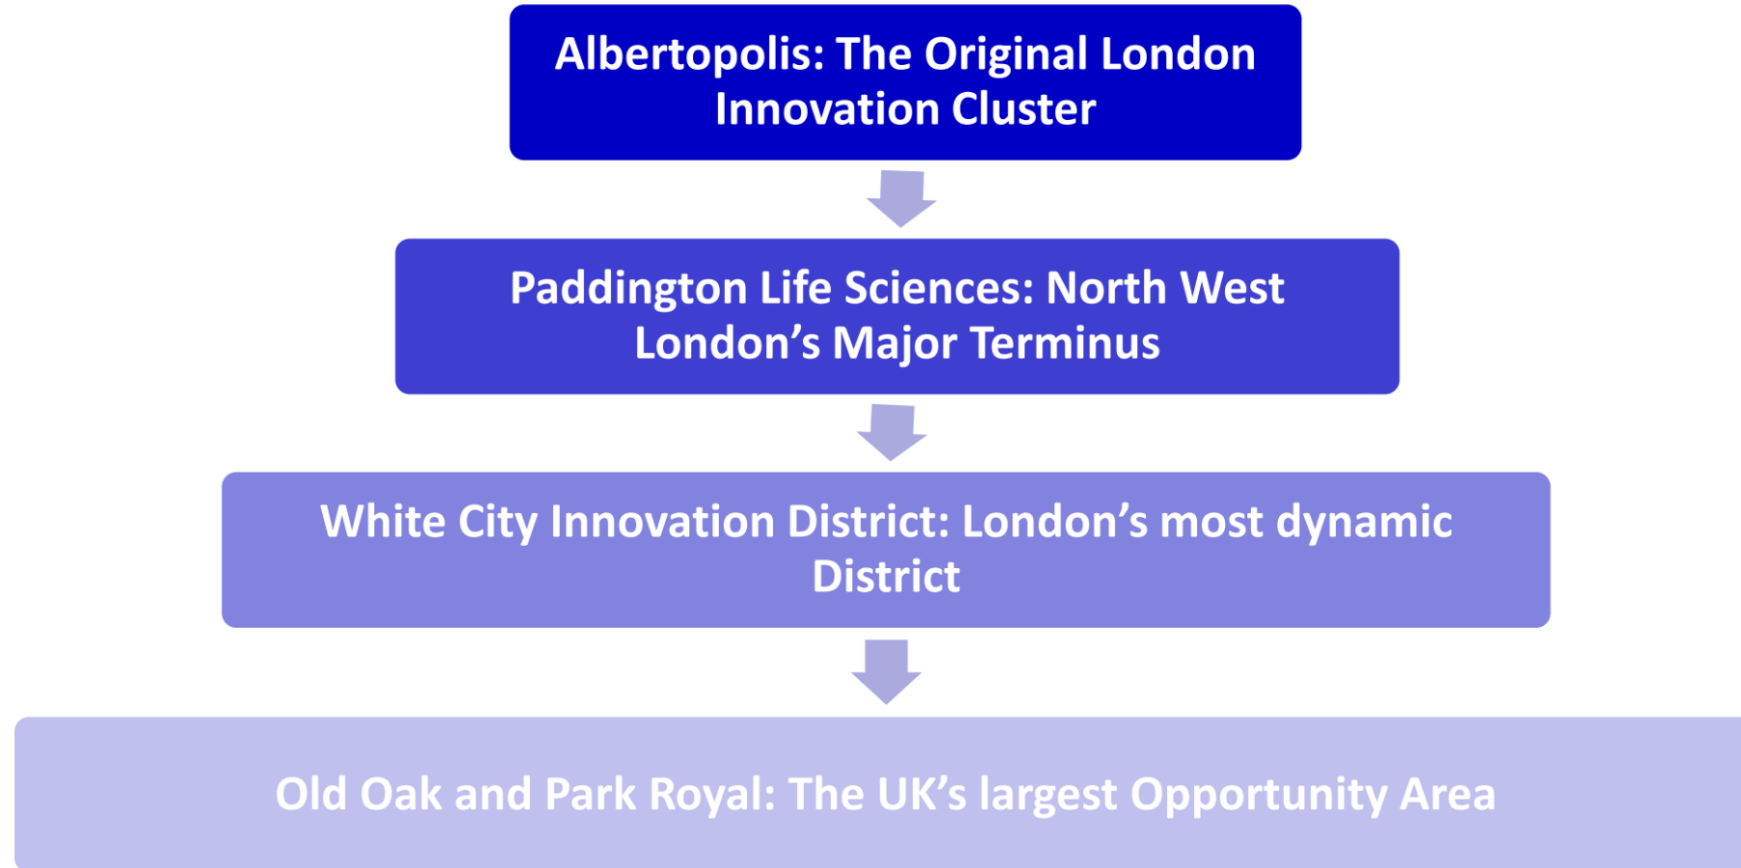 Albertopolis: The Original London
Innovation Cluster
Paddington Life Sciences: North West
London’s Major Terminus
White City Innovation District: London’s most dynamic
District
Old Oak and Park Royal: The UK’s largest Opportunity Area